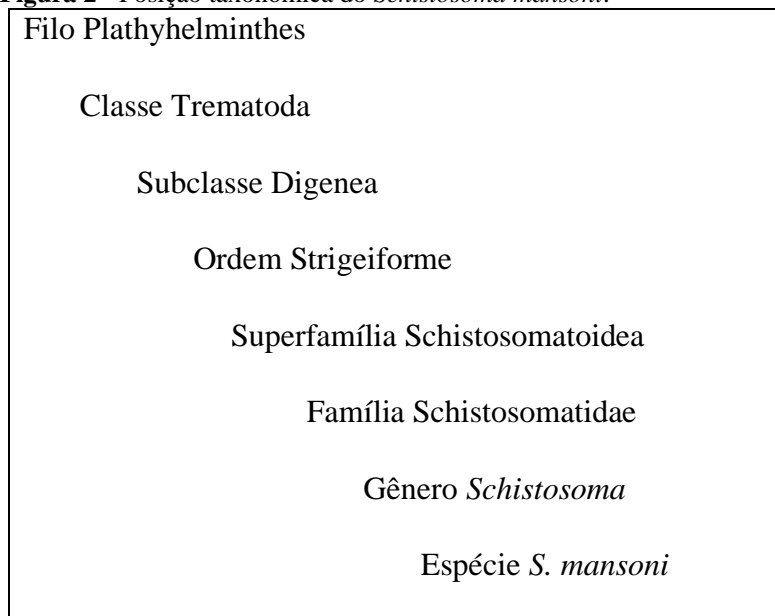 Figura 2 - Posição taxonômica do Schistosoma mansoni.
Filo Plathyhelminthes
Classe Trematoda
Subclasse Digenea
Ordem Strigeiforme
Superfamília Schistosomatoidea
Família Schistosomatidae
Gênero Schistosoma
Espécie S. mansoni